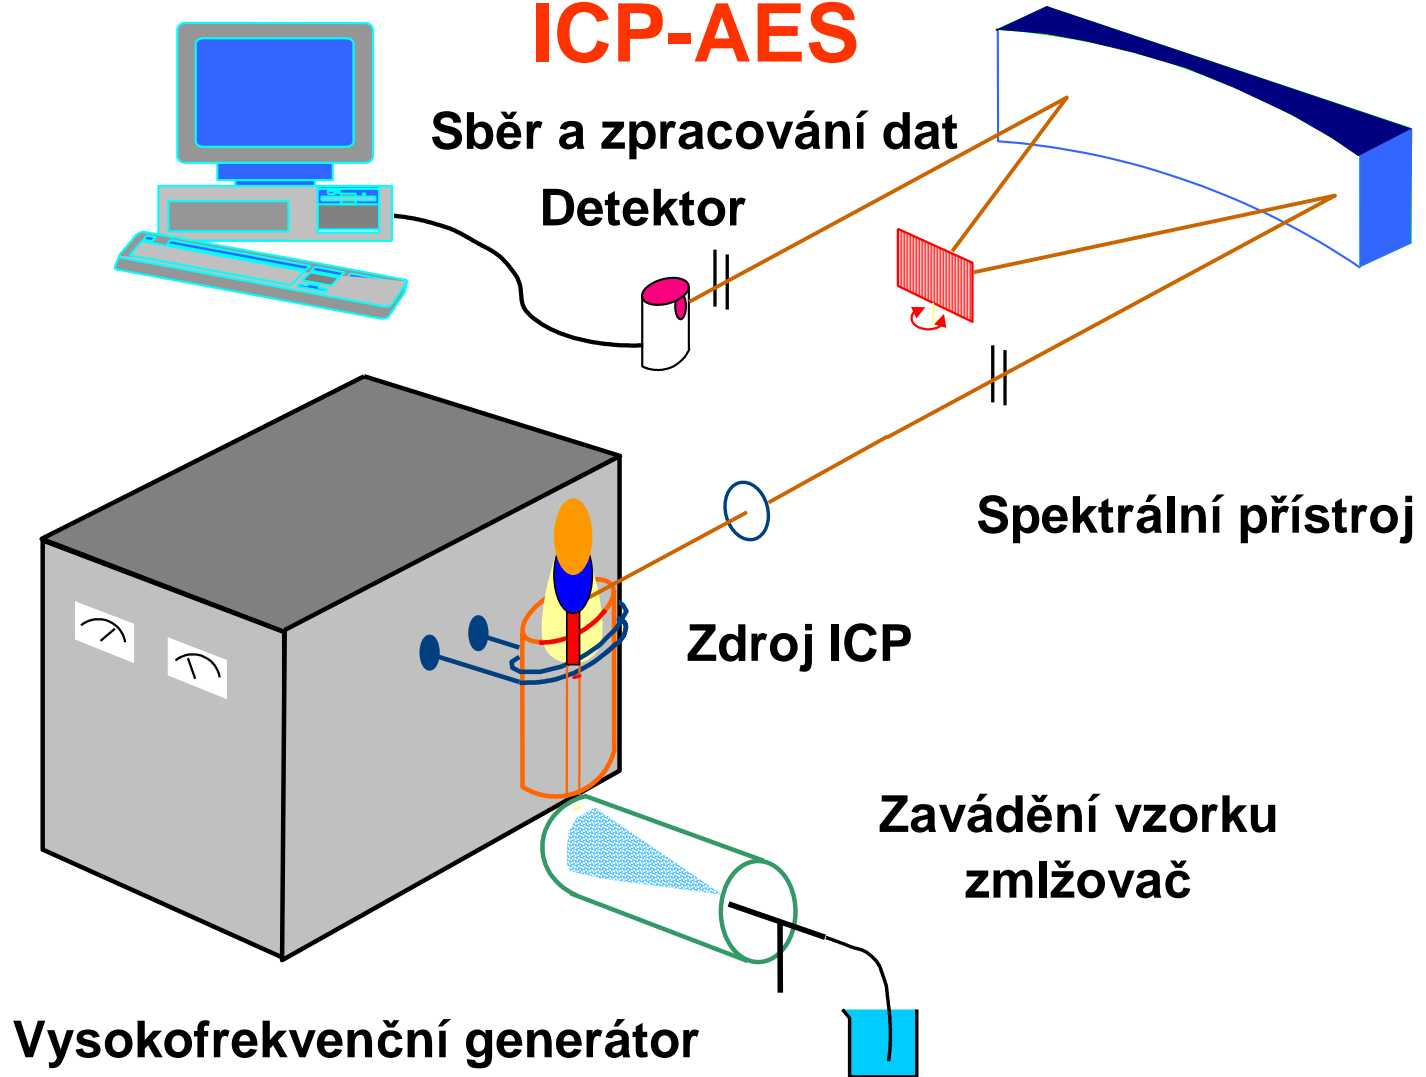 ICP-AES
Sběr a zpracování dat
Detektor
Spektrální přístroj
Zdroj ICP
Zavádění vzorku
zmlžovač
Vysokofrekvenční generátor